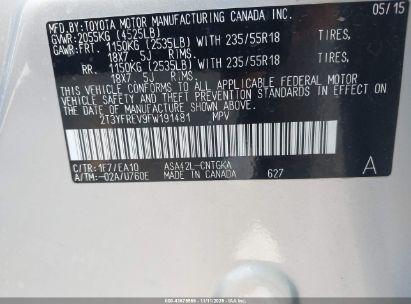 MFD.BY:TOYOTA MOTOR MANUFACTURING CANADA INC. 05/15
GVWR:2055KG (4525LB)
GAWR:FRT. 1150KG (2535LB) WITH 235/55R18 TIRES,
18X7 5J RIMS.
RR. 1150KG (2535LB) WITH 235/55R18 TIRES,
18X7 5J RIMS.
THIS VEHICLE CONFORMS TO ALL APPLICABLE FEDERAL MOTOR
VEHICLE SAFETY AND THEFT PREVENTION STANDARDS IN EFFECT ON
THE DATE OF MANUFACTURE SHOWN ABOVE.
2T3YFREV9FW191481 MPV
C/TR:1F7/EA10 ASA42L-CNTGKA A
A/TM:-02A/U760E MADE IN CANADA 627